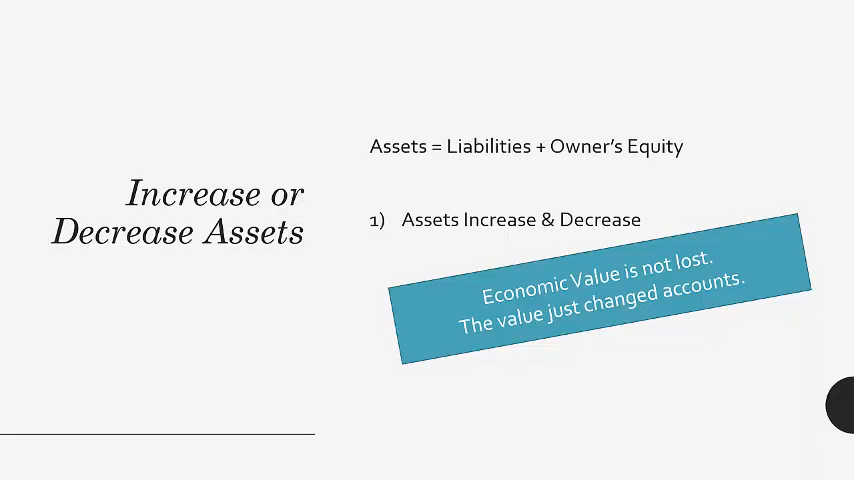 Increase or
Decrease Assets
Assets = Liabilities + Owner's Equity
1) Assets Increase & Decrease
Economic Value is not lost.
The value just changed accounts.